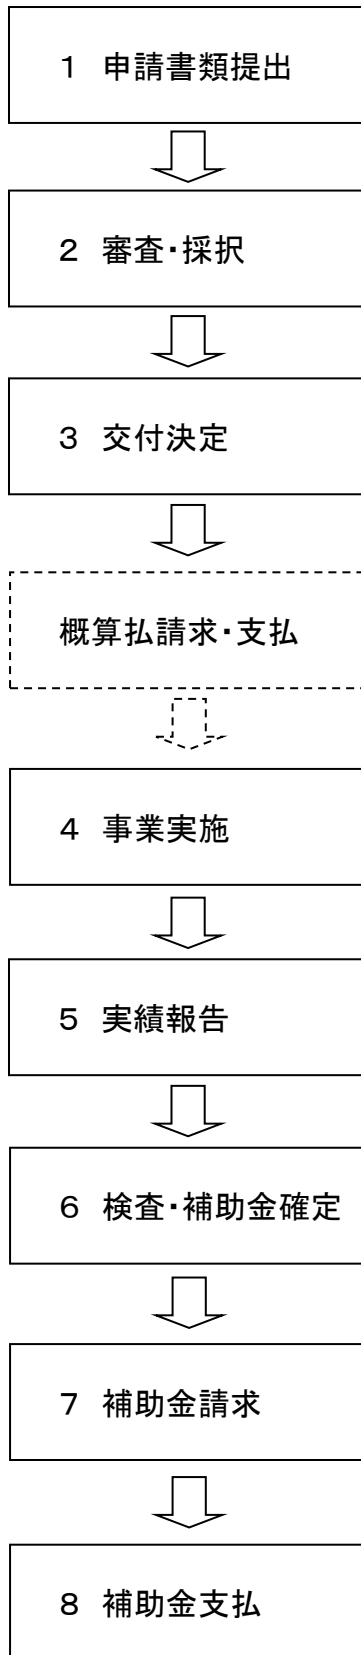 １ 申請書類提出
２ 審査・採択
３ 交付決定
概算払請求・支払
４ 事業実施
５ 実績報告
６ 検査・補助金確定
７ 補助金請求
８ 補助金支払